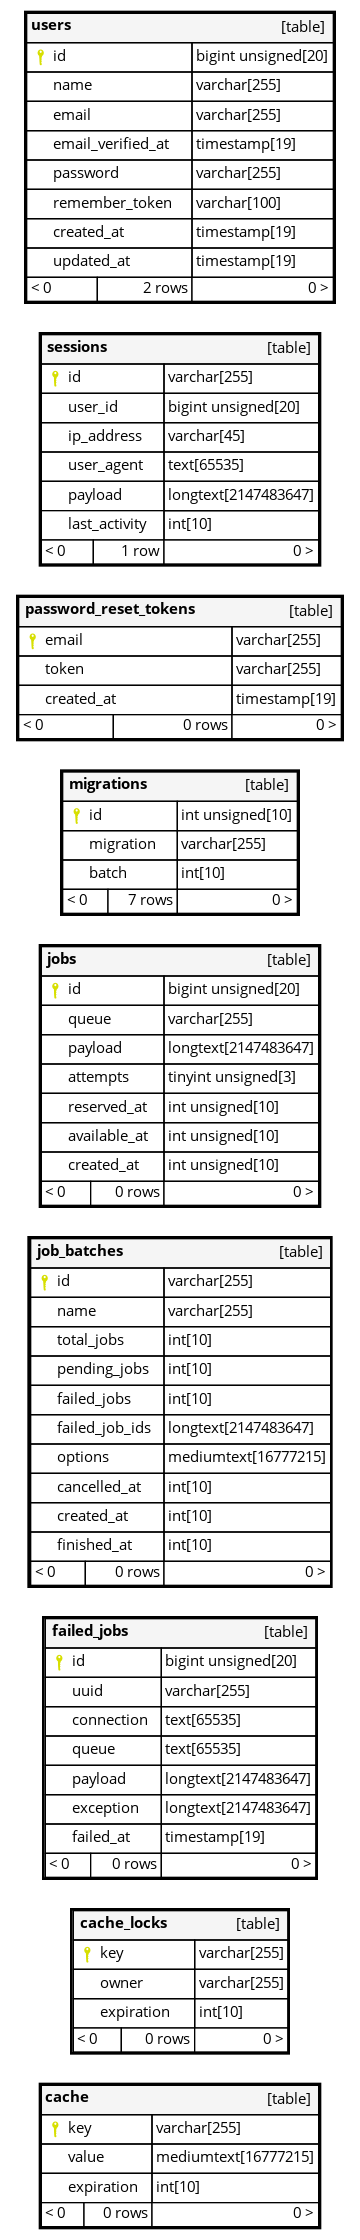 users [table]
id bigint unsigned[20]
name varchar[255]
email varchar[255]
email_verified_at timestamp[19]
password varchar[255]
remember_token varchar[100]
created_at timestamp[19]
updated_at timestamp[19]
< 0 2 rows 0 >
sessions [table]
id varchar[255]
user_id bigint unsigned[20]
ip_address varchar[45]
user_agent text[65535]
payload longtext[2147483647]
last_activity int[10]
< 0 1 row 0 >
password_reset_tokens [table]
email varchar[255]
token varchar[255]
created_at timestamp[19]
< 0 0 rows 0 >
migrations [table]
id int unsigned[10]
migration varchar[255]
batch int[10]
< 0 7 rows 0 >
jobs [table]
id bigint unsigned[20]
queue varchar[255]
payload longtext[2147483647]
attempts tinyint unsigned[3]
reserved_at int unsigned[10]
available_at int unsigned[10]
created_at int unsigned[10]
< 0 0 rows 0 >
job_batches [table]
id varchar[255]
name varchar[255]
total_jobs int[10]
pending_jobs int[10]
failed_jobs int[10]
failed_job_ids longtext[2147483647]
options mediumtext[16777215]
cancelled_at int[10]
created_at int[10]
finished_at int[10]
< 0 0 rows 0 >
failed_jobs [table]
id bigint unsigned[20]
uuid varchar[255]
connection text[65535]
queue text[65535]
payload longtext[2147483647]
exception longtext[2147483647]
failed_at timestamp[19]
< 0 0 rows 0 >
cache_locks [table]
key varchar[255]
owner varchar[255]
expiration int[10]
< 0 0 rows 0 >
cache [table]
key varchar[255]
value mediumtext[16777215]
expiration int[10]
< 0 0 rows 0 >